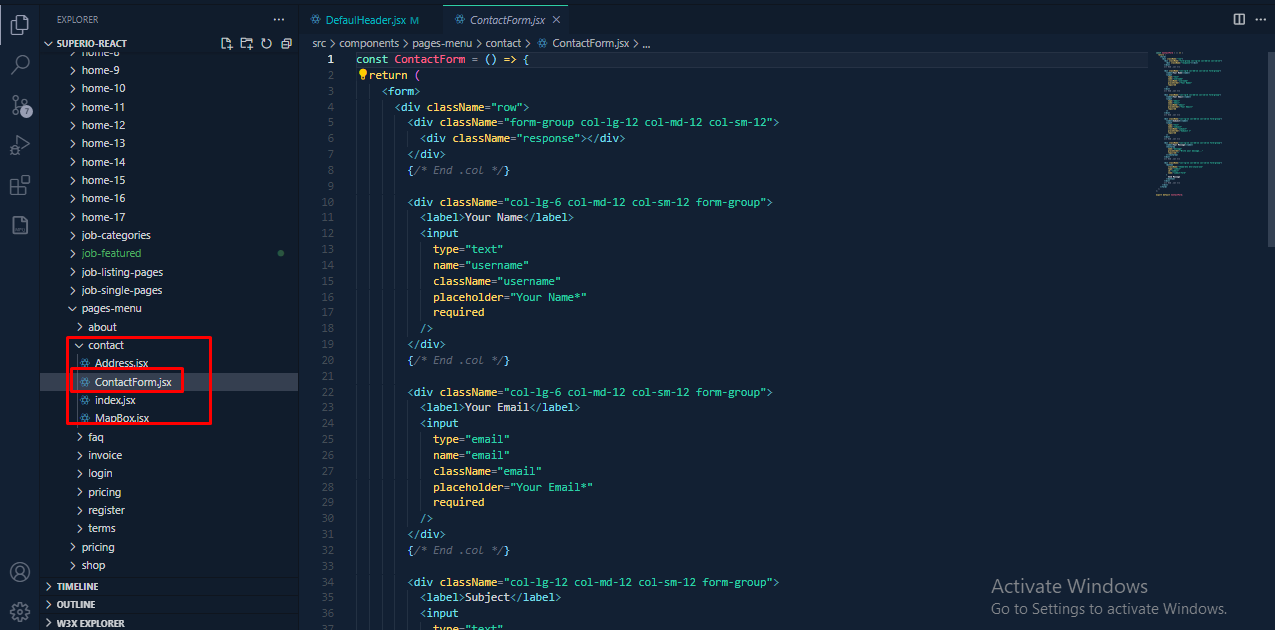 EXPLORER
SUPERIO-REACT
home-8
home-9
home-10
home-11
home-12
home-13
home-14
home-15
home-16
home-17
job-categories
job-featured
job-listing-pages
job-single-pages
pages-menu
about
contact
Address.jsx
ContactForm.jsx
index.jsx
MapBox.jsx
faq
invoice
login
pricing
register
terms
pricing
shop
TIMELINE
OUTLINE
W3X EXPLORER
7
DefaulHeader.jsx M
ContactForm.jsx
src > components > pages-menu > contact > ContactForm.jsx > ...
1 const ContactForm = () => {
2 return (
3 <form>
4 <div className="row">
5 <div className="form-group col-lg-12 col-md-12 col-sm-12">
6 <div className="response"></div>
7 </div>
8 {/* End .col */}
9
10 <div className="col-lg-6 col-md-12 col-sm-12 form-group">
11 <label>Your Name</label>
12 <input
13 type="text"
14 name="username"
15 className="username"
16 placeholder="Your Name*"
17 required
18 />
19 </div>
20 {/* End .col */}
21
22 <div className="col-lg-6 col-md-12 col-sm-12 form-group">
23 <label>Your Email</label>
24 <input
25 type="email"
26 name="email"
27 className="email"
28 placeholder="Your Email*"
29 required
30 />
31 </div>
32 {/* End .col */}
33
34 <div className="col-lg-12 col-md-12 col-sm-12 form-group">
35 <label>Subject</label>
36 <input
37 type="text"
Activate Windows
Go to Settings to activate Windows.